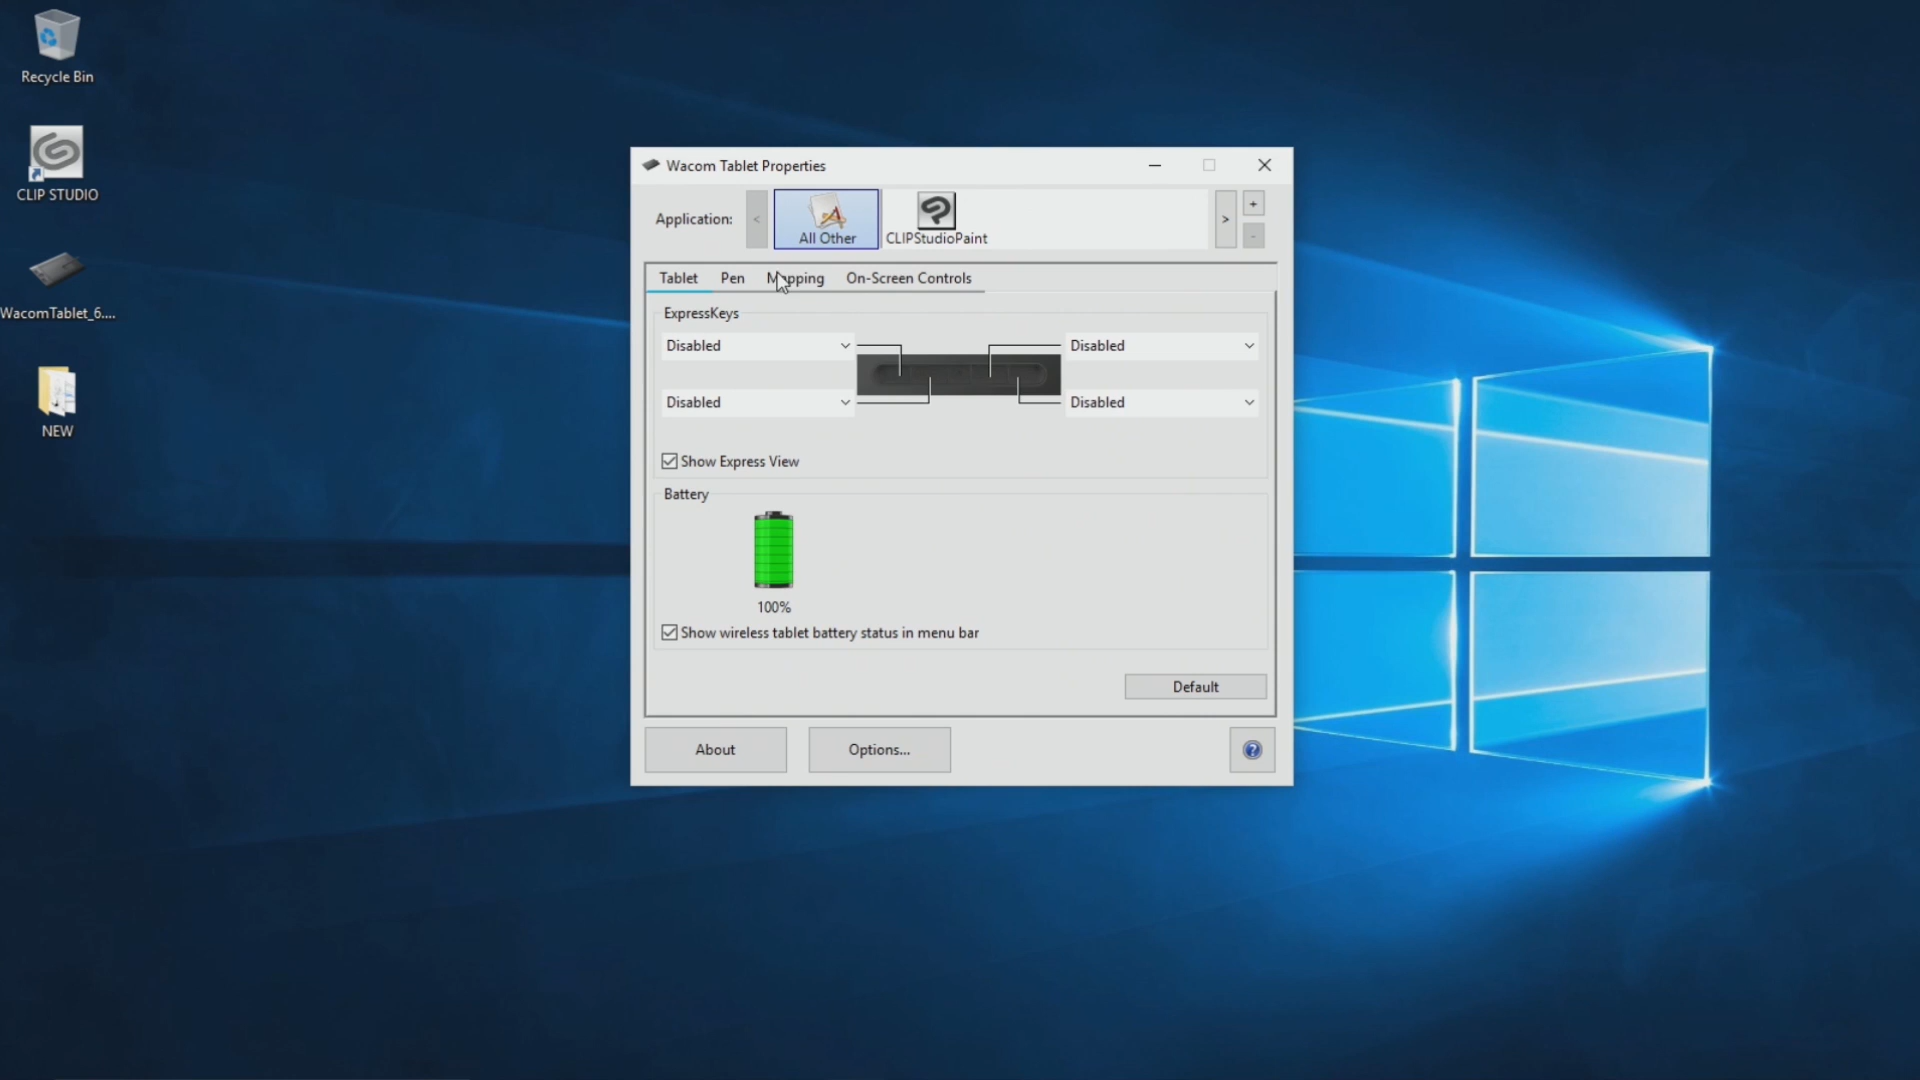 Recycle Bin
CLIP STUDIO
WacomTablet_6....
NEW
Wacom Tablet Properties
Application:
<
All Other
CLIPStudioPaint
>
+
-
Tablet Pen Mapping On-Screen Controls
ExpressKeys
Disabled
Disabled
Disabled
Disabled
Show Express View
Battery
100%
Show wireless tablet battery status in menu bar
Default
About
Options...
?